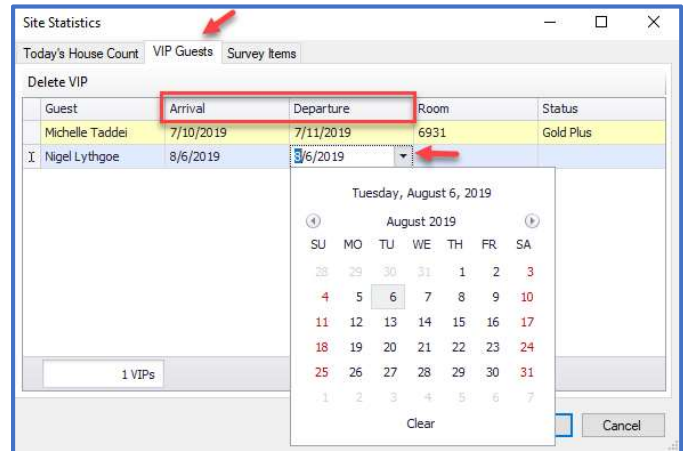 Site Statistics
Today's House Count VIP Guests Survey Items
Delete VIP
Guest Arrival Departure Room Status
Michelle Taddei 7/10/2019 7/11/2019 6931 Gold Plus
Nigel Lythgoe 8/6/2019 8/6/2019
Tuesday, August 6, 2019
August 2019
SU MO TU WE TH FR SA
28 29 30 31 1 2 3
4 5 6 7 8 9 10
11 12 13 14 15 16 17
18 19 20 21 22 23 24
25 26 27 28 29 30 31
1 2 3 4 5 6 7
Clear
1 VIPs
Cancel